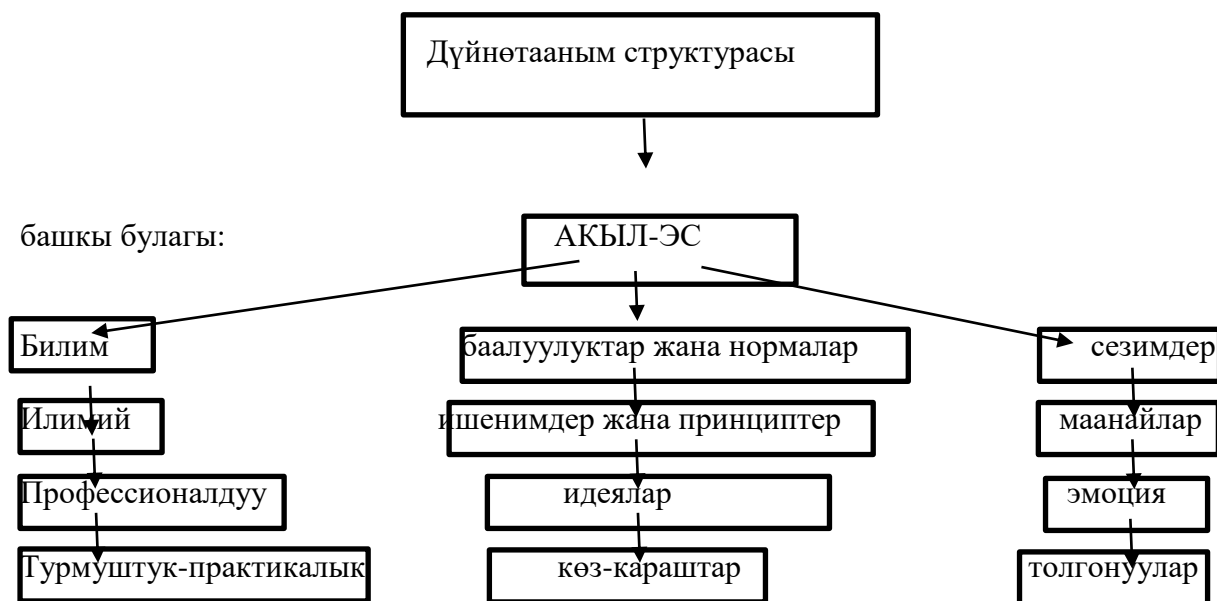 Дүйнөтааным структурасы
башкы булагы: АКЫЛ-ЭС
Билим баалуулуктар жана нормалар сезимдер
Илимий ишенимдер жана принциптер маанайлар
Профессионалдуу идеялар эмоция
Турмуштук-практикалык көз-караштар толгонуулар